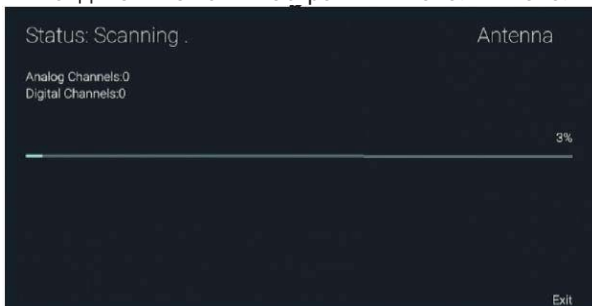 Status: Scanning .
Antenna
Analog Channels:0
Digital Channels:0
3%
Exit